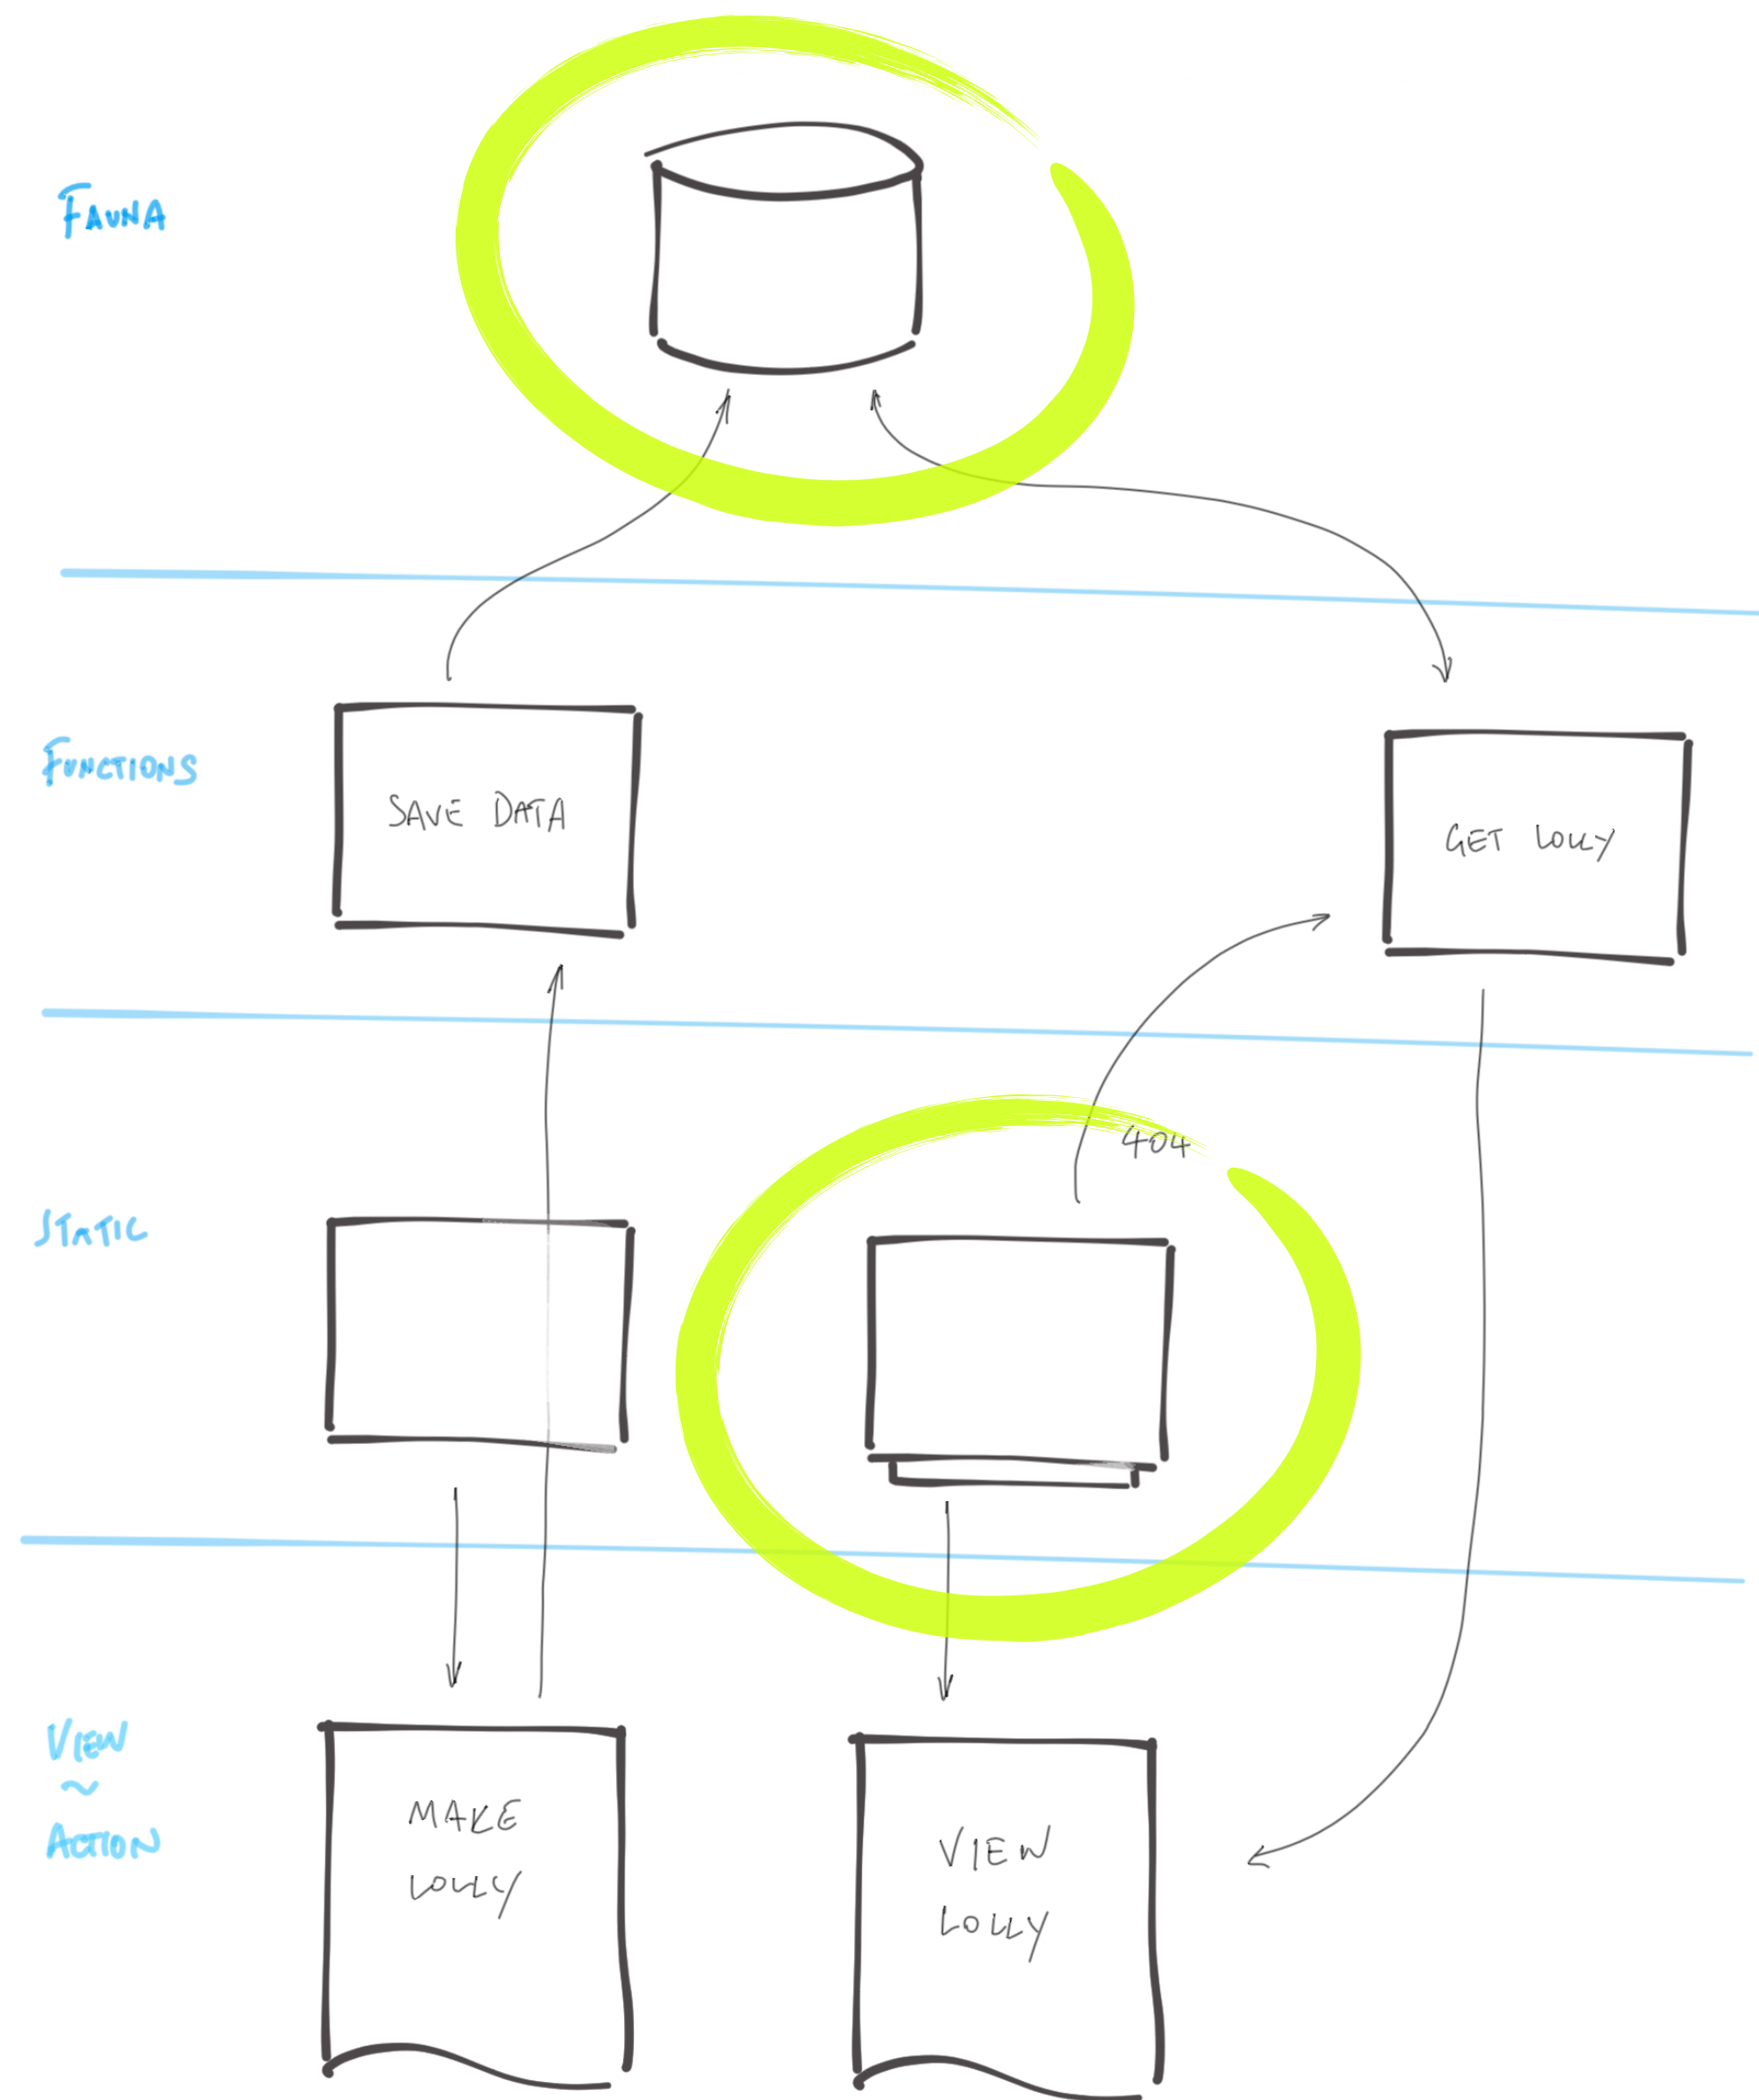 FAUNA
FUNCTIONS
SAVE DATA
GET LOLLY
404
STATIC
VIEW
~
ACTION
MAKE
LOLLY
VIEW
LOLLY